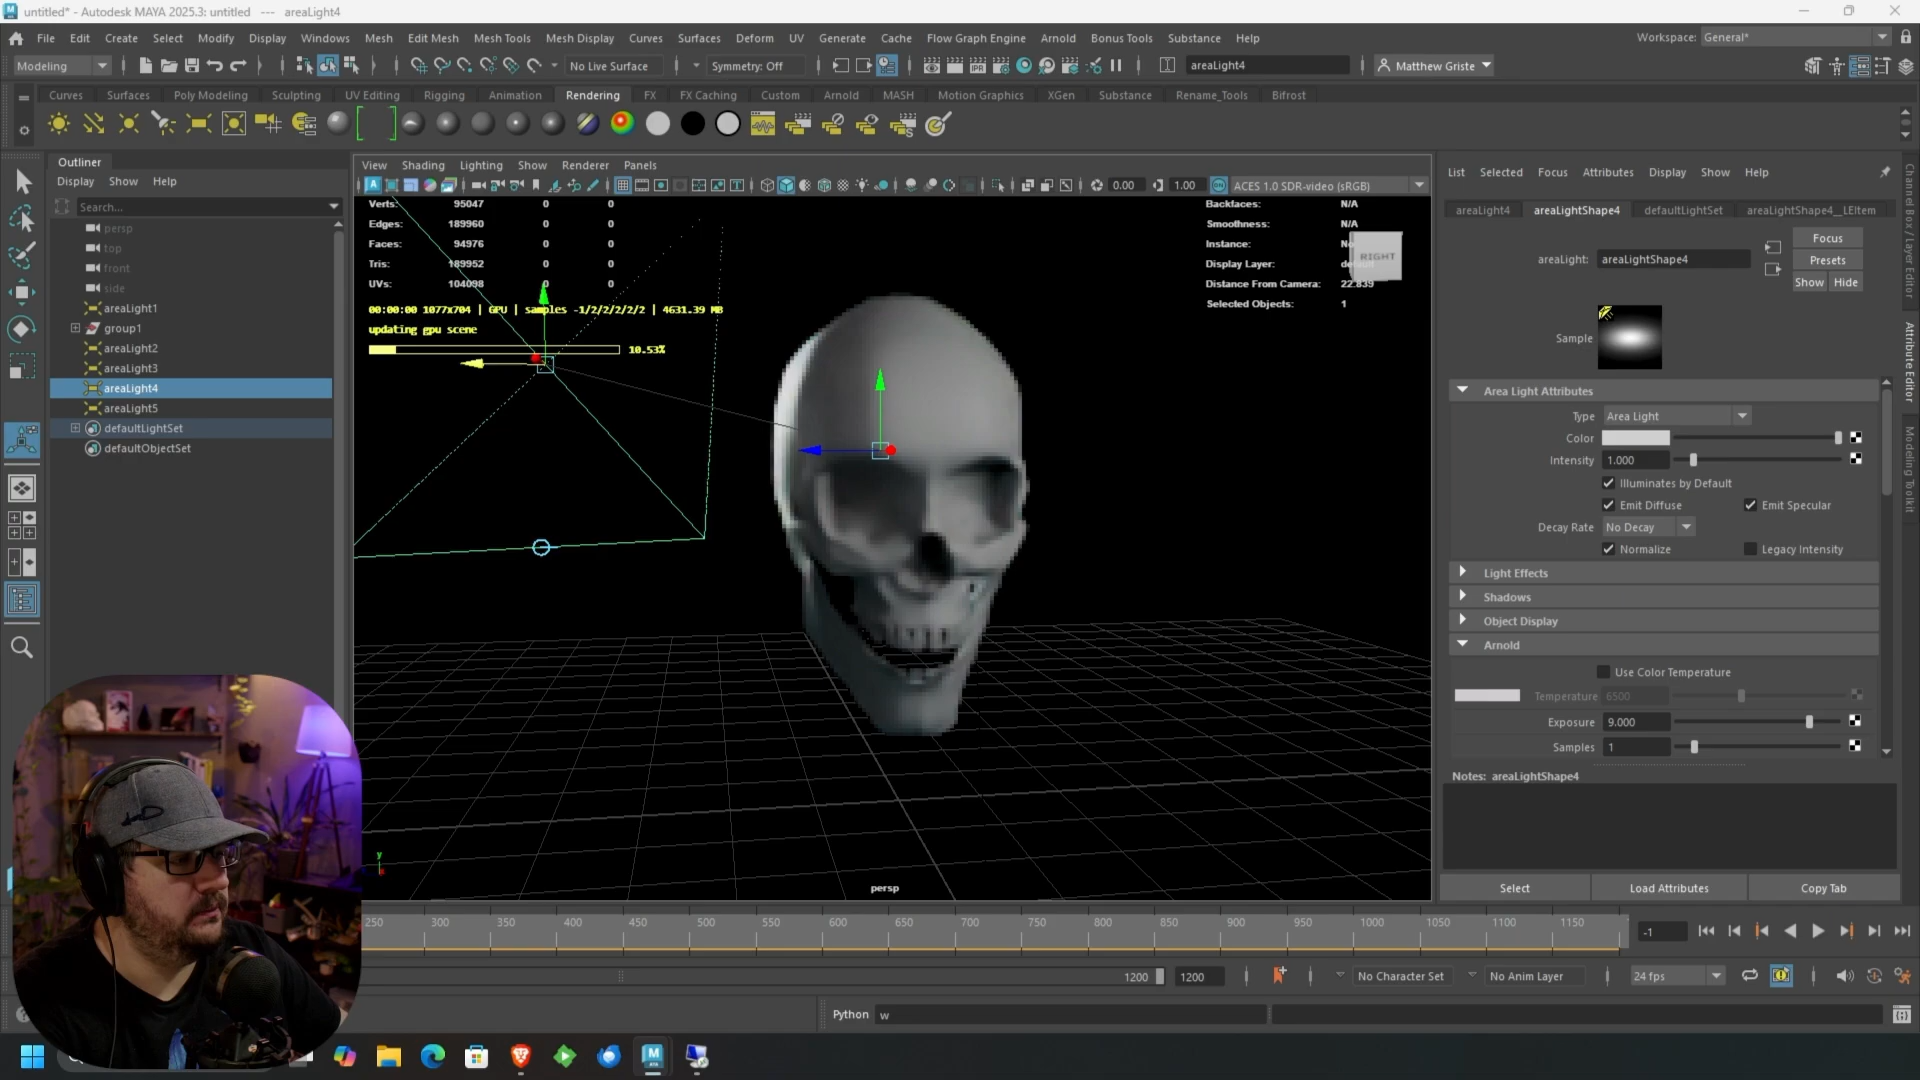 untitled* - Autodesk MAYA 2025.3: untitled --- areaLight4
File Edit Create Select Modify Display Windows Mesh Edit Mesh Mesh Tools Mesh Display Curves Surfaces Deform UV Generate Cache Flow Graph Engine Arnold Bonus Tools Substance Help
Workspace: General*
Modeling No Live Surface Symmetry: Off areaLight4 Matthew Griste
Curves Surfaces Poly Modeling Sculpting UV Editing Rigging Animation Rendering FX FX Caching Custom Arnold MASH Motion Graphics XGen Substance Rename_Tools Bifrost
Outliner
Display Show Help
Search...
persp
top
front
side
areaLight1
group1
areaLight2
areaLight3
areaLight4
areaLight5
defaultLightSet
defaultObjectSet
View Shading Lighting Show Renderer Panels
0.00 1.00 ACES 1.0 SDR-video (sRGB)
Verts: 95047 0 0
Edges: 189960 0 0
Faces: 94976 0 0
Tris: 189952 0 0
UVs: 104098 0 0
00:00:00 1077x704 | GPU | samples -1/2/2/2/2/2 | 4631.39 MB
updating gpu scene
10.53%
Backfaces: N/A
Smoothness: N/A
Instance: No
Display Layer:
Distance From Camera: 22.839
Selected Objects: 1
RIGHT
persp
y
List Selected Focus Attributes Display Show Help
areaLight4 areaLightShape4 defaultLightSet areaLightShape4__LEItem
areaLight: areaLightShape4
Focus
Presets
Show Hide
Sample
Area Light Attributes
Type Area Light
Color
Intensity 1.000
Illuminates by Default
Emit Diffuse Emit Specular
Decay Rate No Decay
Normalize Legacy Intensity
Light Effects
Shadows
Object Display
Arnold
Use Color Temperature
Temperature 6500
Exposure 9.000
Samples 1
Notes: areaLightShape4
Select Load Attributes Copy Tab
Channel Box / Layer Editor
Attribute Editor
Modeling Toolkit
250 300 350 400 450 500 550 600 650 700 750 800 850 900 950 1000 1050 1100 1150
-1
1200 1200 No Character Set No Anim Layer 24 fps
Python w